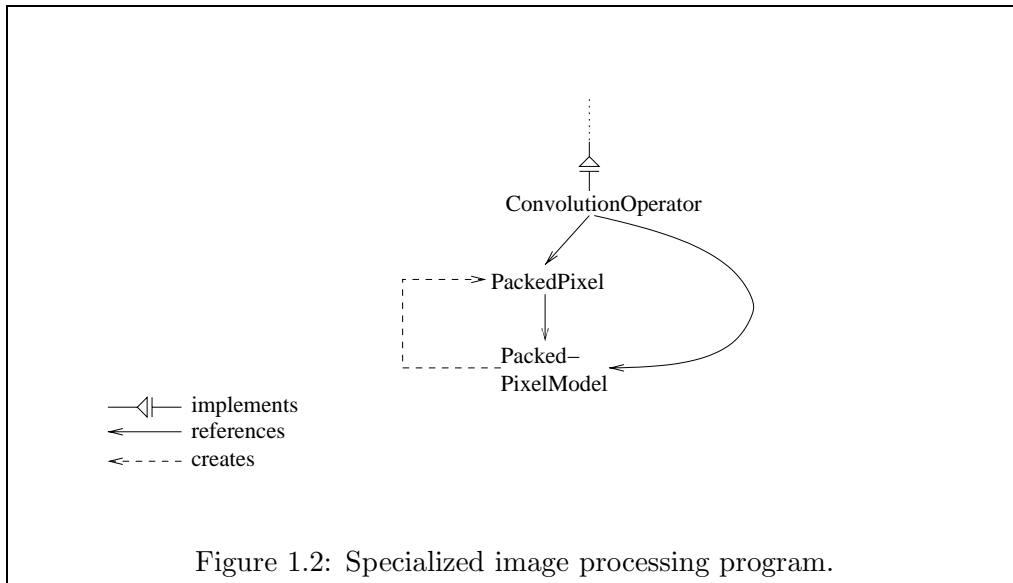 ConvolutionOperator
PackedPixel
Packed–
PixelModel
implements
references
creates
Figure 1.2: Specialized image processing program.